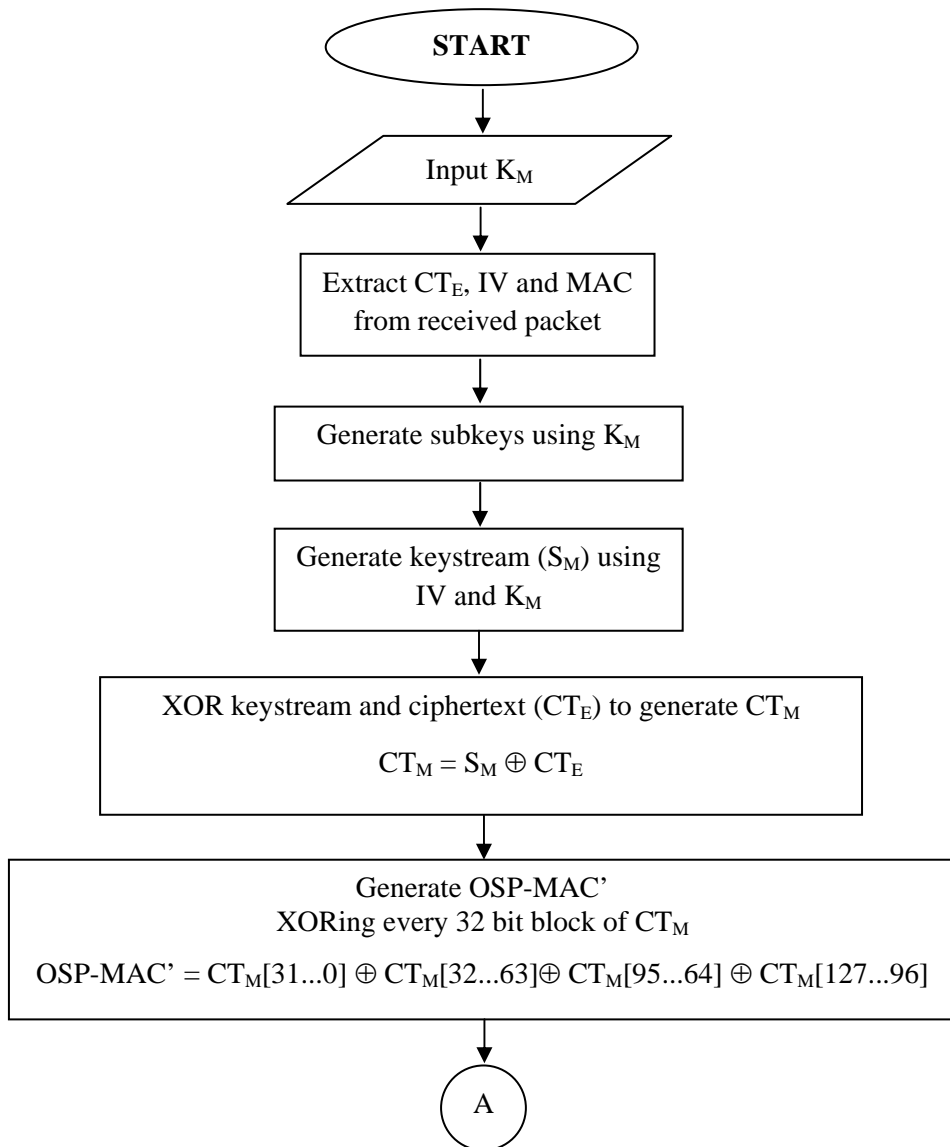 START
Input K_M
Extract CT_E, IV and MAC
from received packet
Generate subkeys using K_M
Generate keystream (S_M) using
IV and K_M
XOR keystream and ciphertext (CT_E) to generate CT_M
CT_M = S_M ⊕ CT_E
Generate OSP-MAC’
XORing every 32 bit block of CT_M
OSP-MAC’ = CT_M[31...0] ⊕ CT_M[32...63]⊕ CT_M[95...64] ⊕ CT_M[127...96]
A